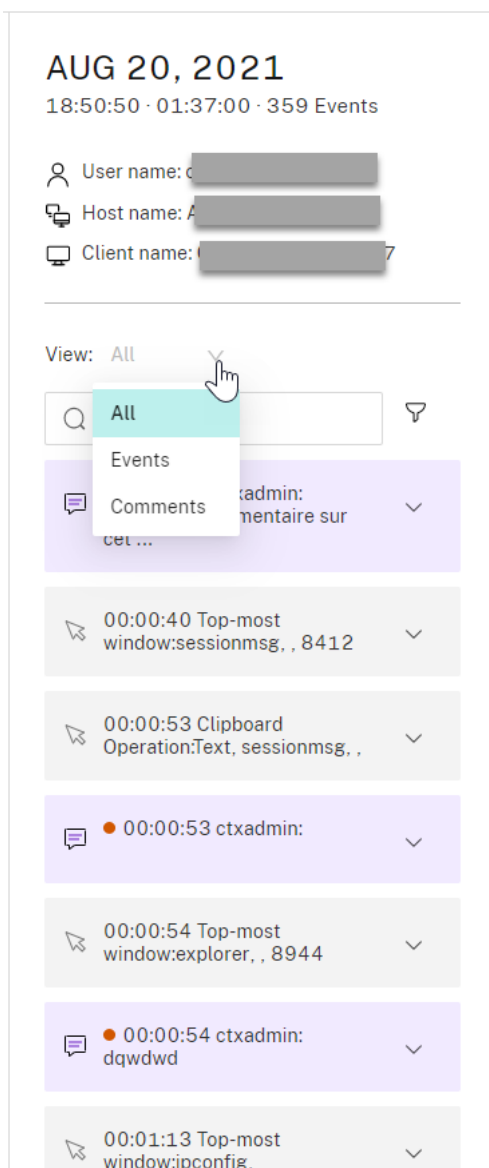 AUG 20, 2021
18:50:50 · 01:37:00 · 359 Events
User name:
Host name:
Client name:
View: All
All
Events
Comments
cet ...
00:00:40 Top-most
window:sessionmsg, , 8412
00:00:53 Clipboard
Operation:Text, sessionmsg, ,
00:00:53 ctxadmin:
00:00:54 Top-most
window:explorer, , 8944
00:00:54 ctxadmin:
dqwdwd
00:01:13 Top-most
window:ipconfig,